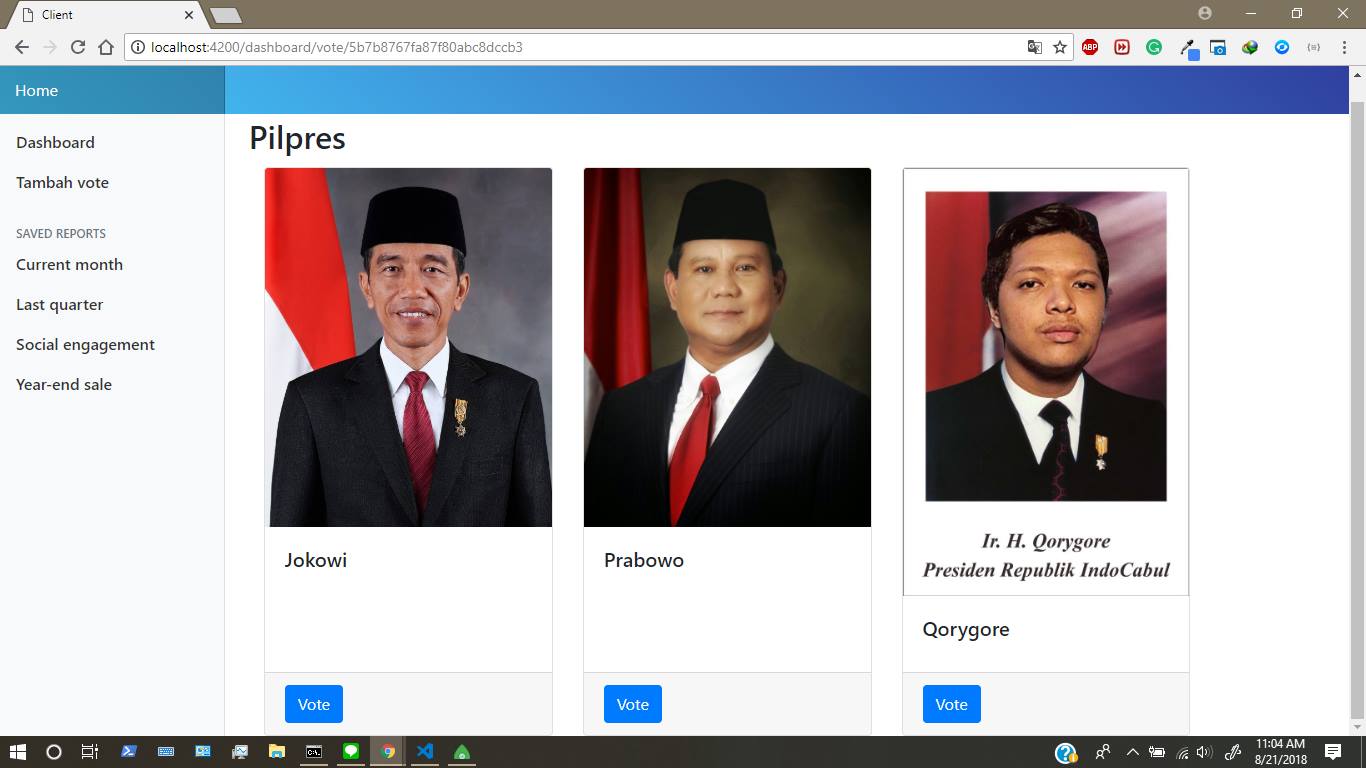 Client
localhost:4200/dashboard/vote/5b7b8767fa87f80abc8dccb3
ABP
Home
Dashboard
Tambah vote
SAVED REPORTS
Current month
Last quarter
Social engagement
Year-end sale
Pilpres
Jokowi
Vote
Prabowo
Vote
Ir. H. Qorygore
Presiden Republik IndoCabul
Qorygore
Vote
11:04 AM
8/21/2018